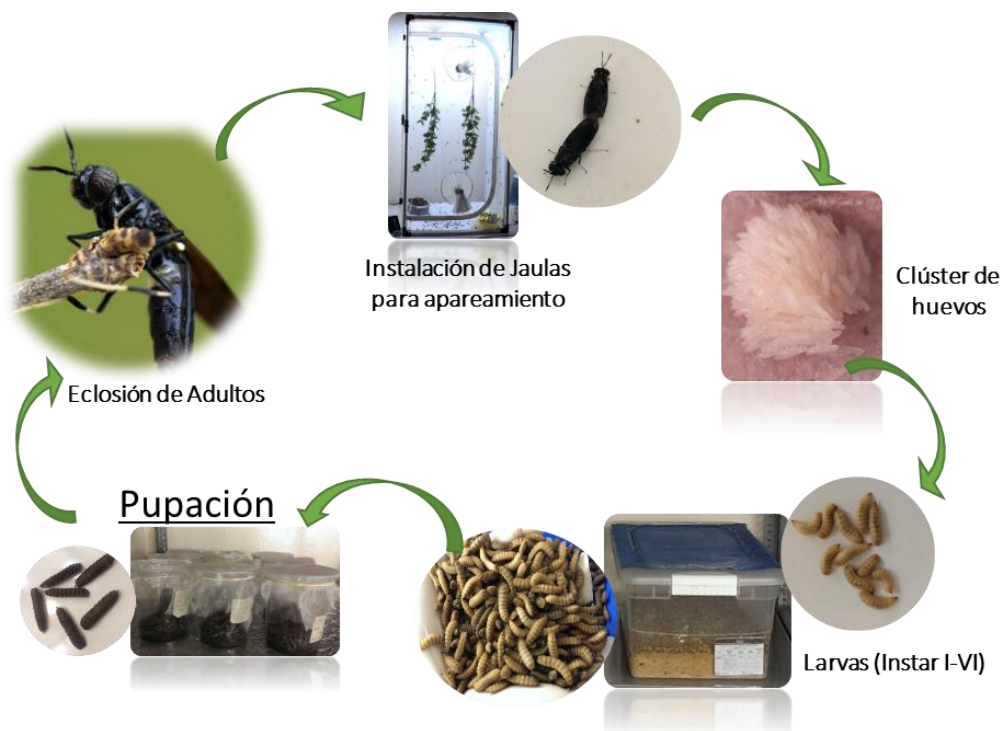 Instalación de Jaulas
para apareamiento
Clúster de
huevos
Eclosión de Adultos
Pupación
Larvas (Instar I-VI)